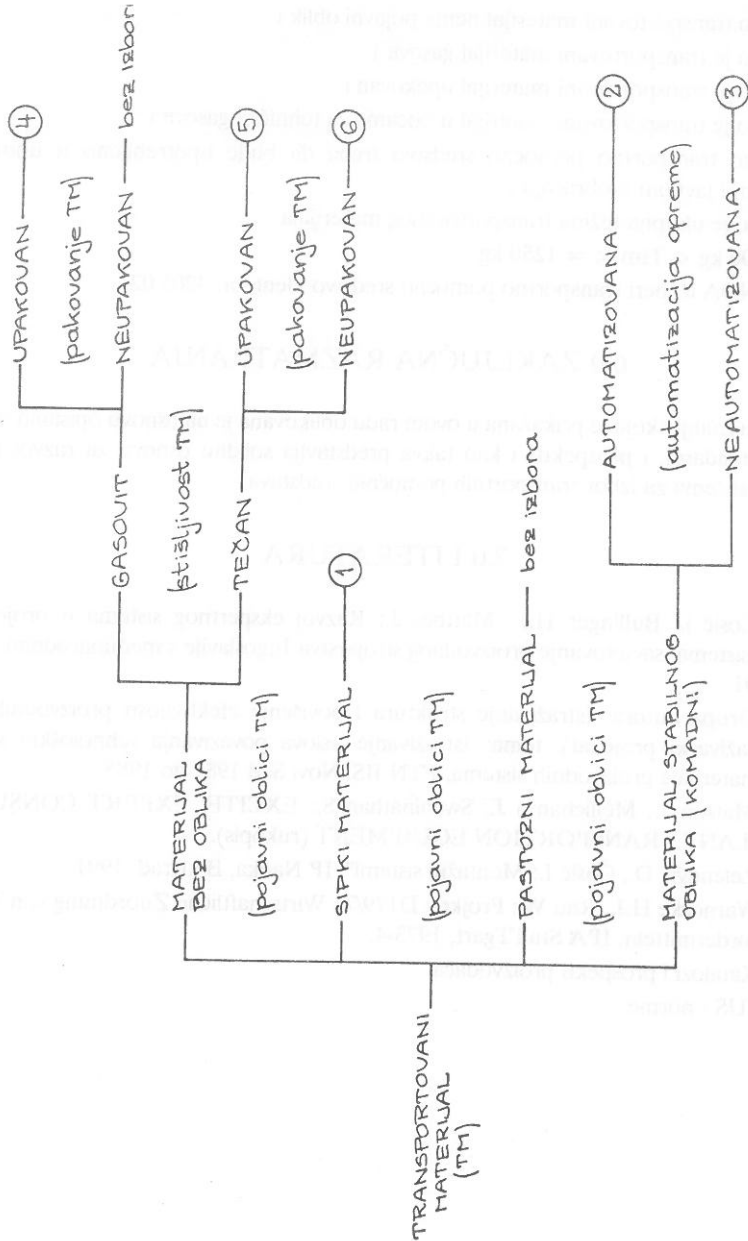 TRANSPORTOVANI
MATERIJAL
(TM)
MATERIJAL
BEZ OBLIKA
(pojavni oblici TM)
SIPKI MATERIJAL
1
(pojavni oblici TM)
PASTOZNI MATERIJAL
bez izbora
(pojavni oblici TM)
MATERIJAL STABILNOG
OBLIKA (KOMADNI)
GASOVIT
(stišljivost TM)
TEČAN
UPAKOVAN
4
(pakovanje TM)
NEUPAKOVAN
bez izbor
UPAKOVAN
5
(pakovanje TM)
NEUPAKOVAN
6
AUTOMATIZOVANA
2
(automatizacija opreme)
NEAUTOMATIZOVANA
3